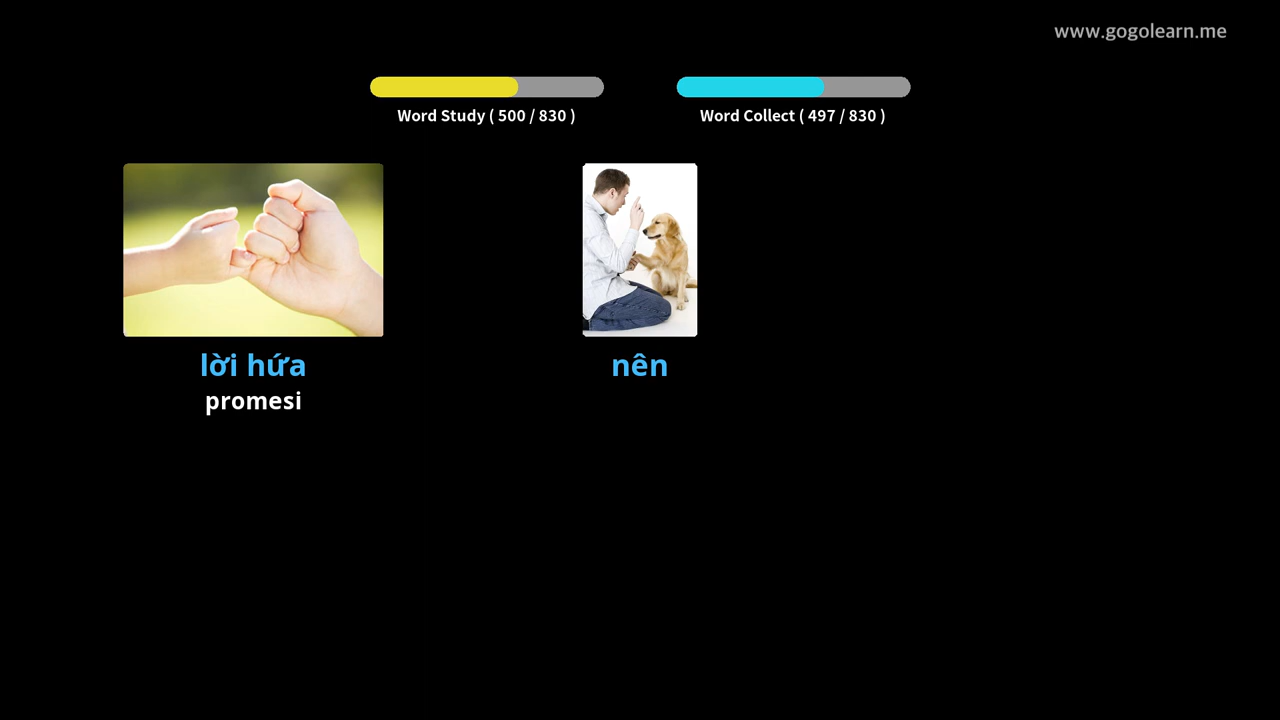 www.gogolearn.me
Word Study ( 500 / 830 )
Word Collect ( 497 / 830 )
lời hứa
promesi
nên